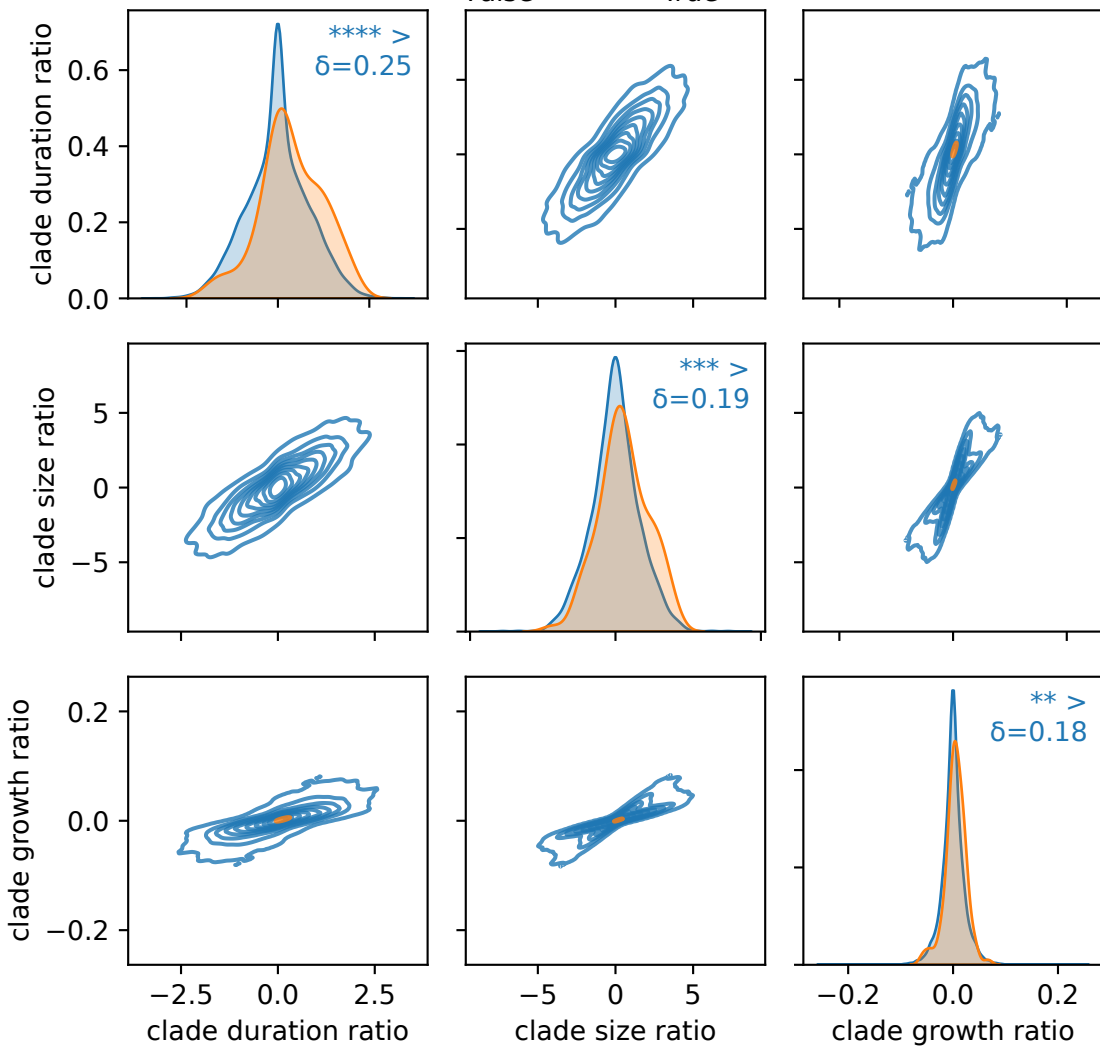 clade duration ratio
0.6
0.4
0.2
0.0
**** >
δ=0.25
clade size ratio
5
0
−5
*** >
δ=0.19
clade growth ratio
0.2
0.0
−0.2
** >
δ=0.18
−2.5 0.0 2.5
clade duration ratio
−5 0 5
clade size ratio
−0.2 0.0 0.2
clade growth ratio